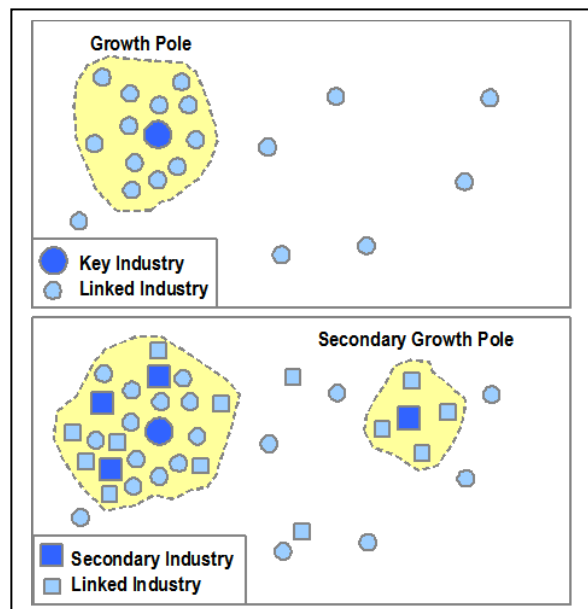 Growth Pole
Key Industry
Linked Industry
Secondary Growth Pole
Secondary Industry
Linked Industry